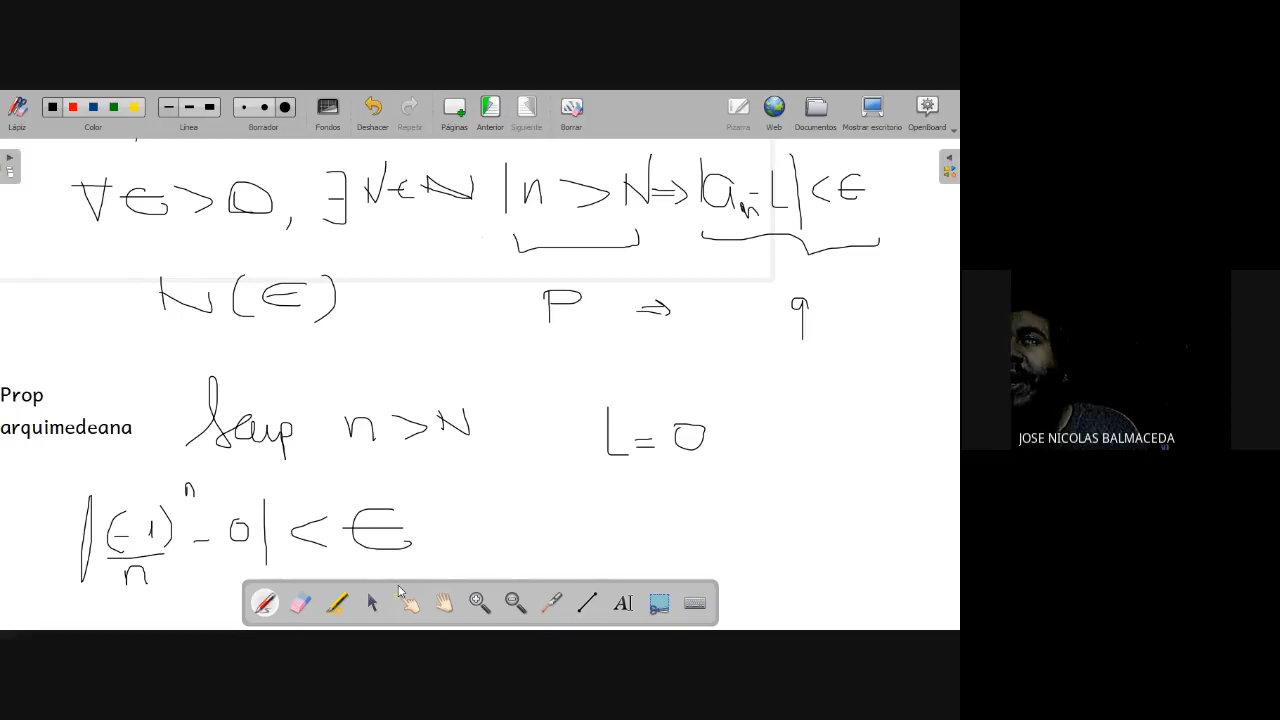 Lápiz Color Línea Borrador Fondos Deshacer Repetir Páginas Anterior Siguiente Borrar Pizarra Web Documentos Mostrar escritorio OpenBoard
∀∈>0, ∃N∈N |n>N ⇒ |aₙ-L|<∈
N(∈) P ⇒ q
Prop
arquimedeana
Sup n>N L=0
|(-1)ⁿ/n - 0| < ∈
JOSE NICOLAS BALMACEDA